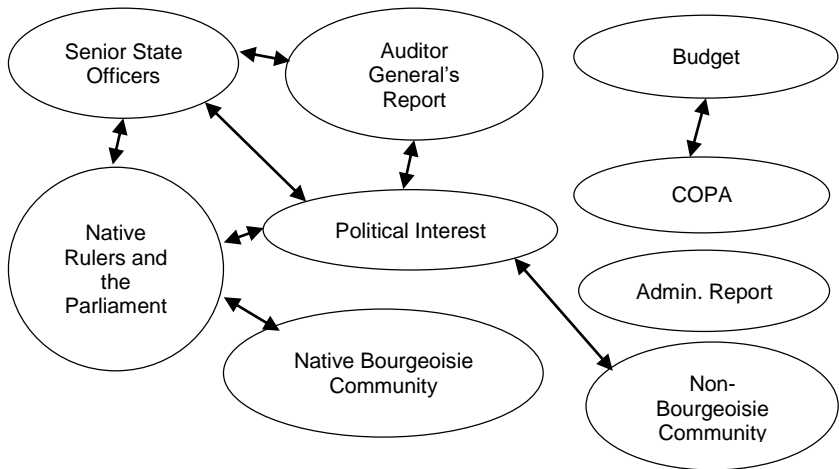 Senior State
Officers
Auditor
General's
Report
Budget
COPA
Native
Rulers and
the
Parliament
Political Interest
Admin. Report
Native Bourgeoisie
Community
Non-
Bourgeoisie
Community